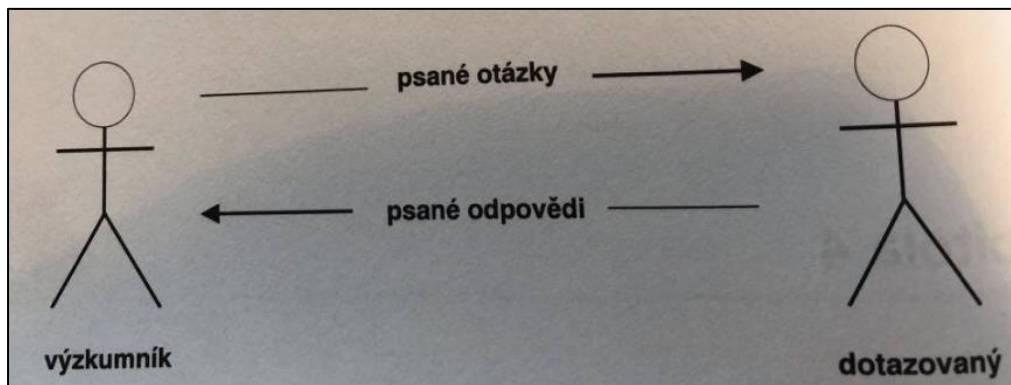 psané otázky
psané odpovědi
výzkumník
dotazovaný